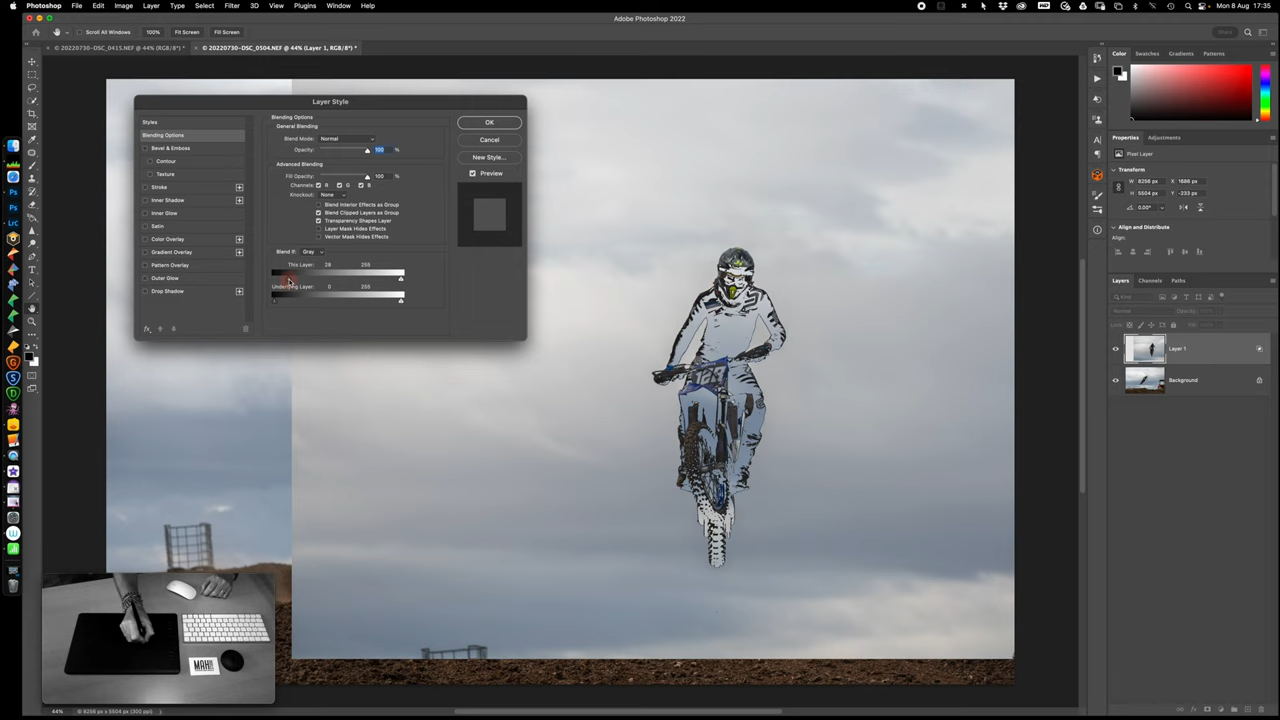 Photoshop File Edit Image Layer Type Select Filter 3D View Plugins Window Help
Mon 8 Aug 17:35
Adobe Photoshop 2022
Scroll All Windows 100% Fit Screen Fill Screen
Share
× © 20220730-DSC_0415.NEF @ 44% (RGB/8*) *
× © 20220730-DSC_0504.NEF @ 44% (Layer 1, RGB/8*) *
Layer Style
Styles
Blending Options
Bevel & Emboss
Contour
Texture
Stroke
Inner Shadow
Inner Glow
Satin
Color Overlay
Gradient Overlay
Pattern Overlay
Outer Glow
Drop Shadow
fx
Blending Options
General Blending
Blend Mode: Normal
Opacity: 100 %
Advanced Blending
Fill Opacity: 100 %
Channels: R G B
Knockout: None
Blend Interior Effects as Group
Blend Clipped Layers as Group
Transparency Shapes Layer
Layer Mask Hides Effects
Vector Mask Hides Effects
Blend If: Gray
This Layer: 28 255
Underlying Layer: 0 255
OK
Cancel
New Style...
Preview
Color Swatches Gradients Patterns
Properties Adjustments
Pixel Layer
Transform
W 8256 px X 1686 px
H 5504 px Y -233 px
0.00°
Align and Distribute
Align:
Layers Channels Paths
Kind
Normal Opacity:
Lock: Fill:
Layer 1
Background
MAH
44% 8256 px x 5504 px (300 ppi)